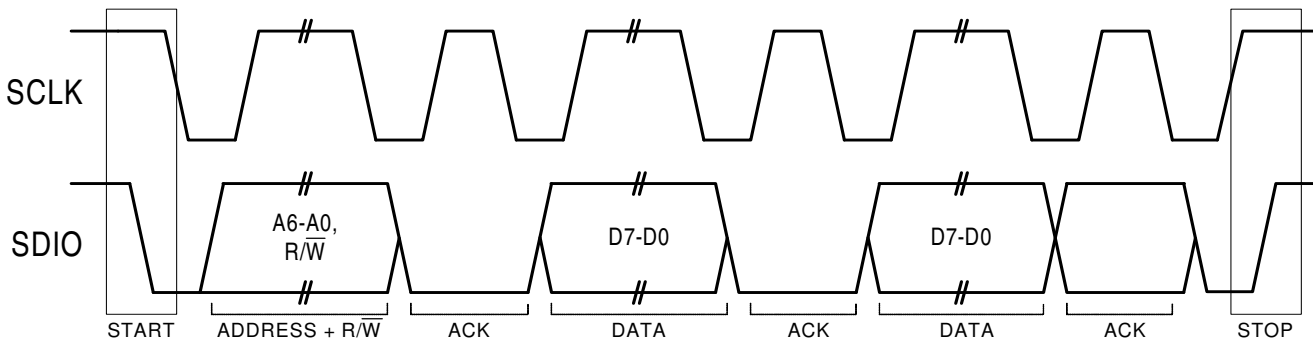 SCLK
SDIO
A6-A0,
R/W̅
D7-D0
D7-D0
START
ADDRESS + R/W̅
ACK
DATA
ACK
DATA
ACK
STOP